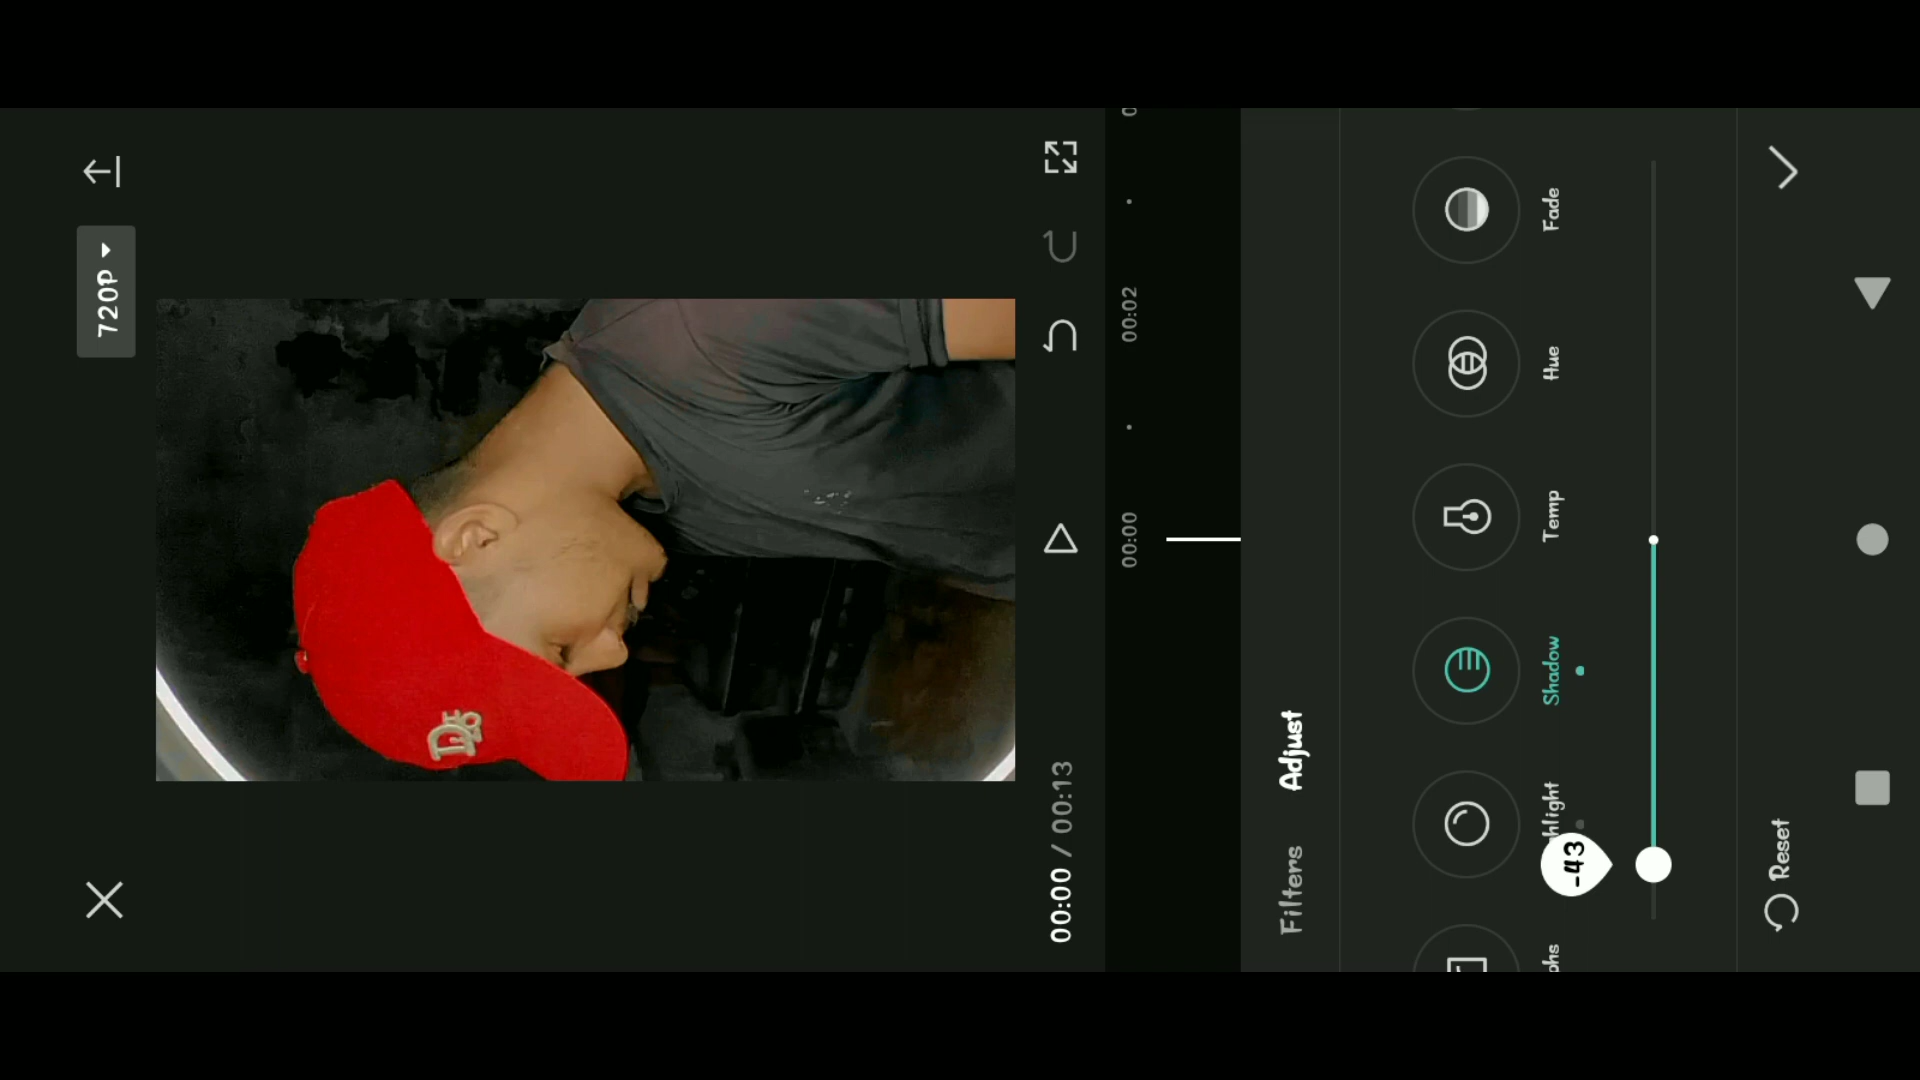 720P
00:00 / 00:13
00:00
00:02
Filters
Adjust
-43
Shadow
Temp
Hue
Fade
Reset